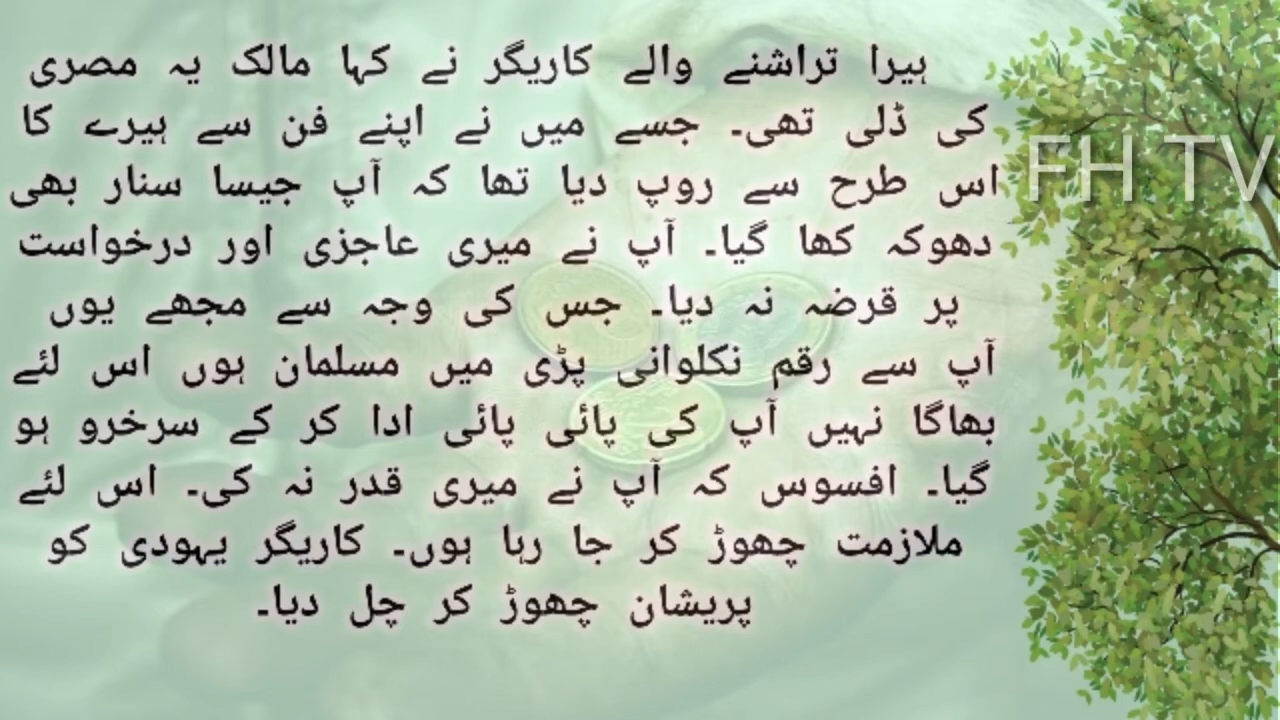 ہیرا تراشنے والے کاریگر نے کہا مالک یہ مصری
کی ڈلی تھی۔ جسے میں نے اپنے فن سے ہیرے کا
اس طرح سے روپ دیا تھا کہ آپ جیسا سنار بھی
دھوکہ کھا گیا۔ آپ نے میری عاجزی اور درخواست
پر قرضہ نہ دیا۔ جس کی وجہ سے مجھے یوں
آپ سے رقم نکلوانی پڑی میں مسلمان ہوں اس لئے
بھاگا نہیں آپ کی پائی پائی ادا کر کے سرخرو ہو
گیا۔ افسوس کہ آپ نے میری قدر نہ کی۔ اس لئے
ملازمت چھوڑ کر جا رہا ہوں۔ کاریگر یہودی کو
پریشان چھوڑ کر چل دیا۔
FH TV